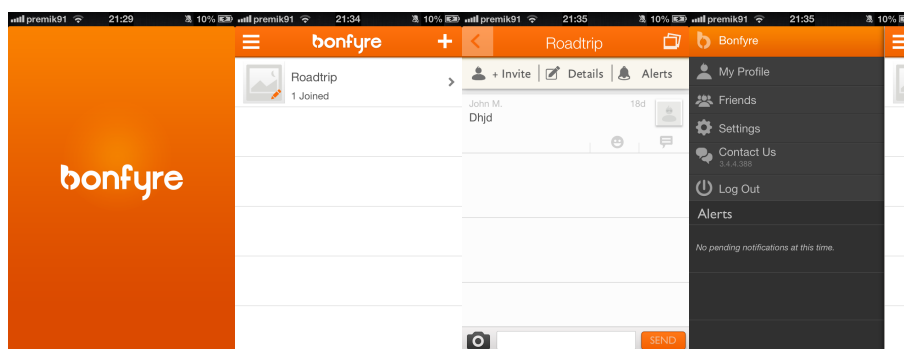 premik91 21:29 10%
bonfyre
premik91 21:34 10%
bonfyre
Roadtrip
1 Joined
premik91 21:35 10%
Roadtrip
+ Invite Details Alerts
John M. 18d
Dhjd
SEND
premik91 21:35 10%
Bonfyre
My Profile
Friends
Settings
Contact Us
3.4.4.388
Log Out
Alerts
No pending notifications at this time.